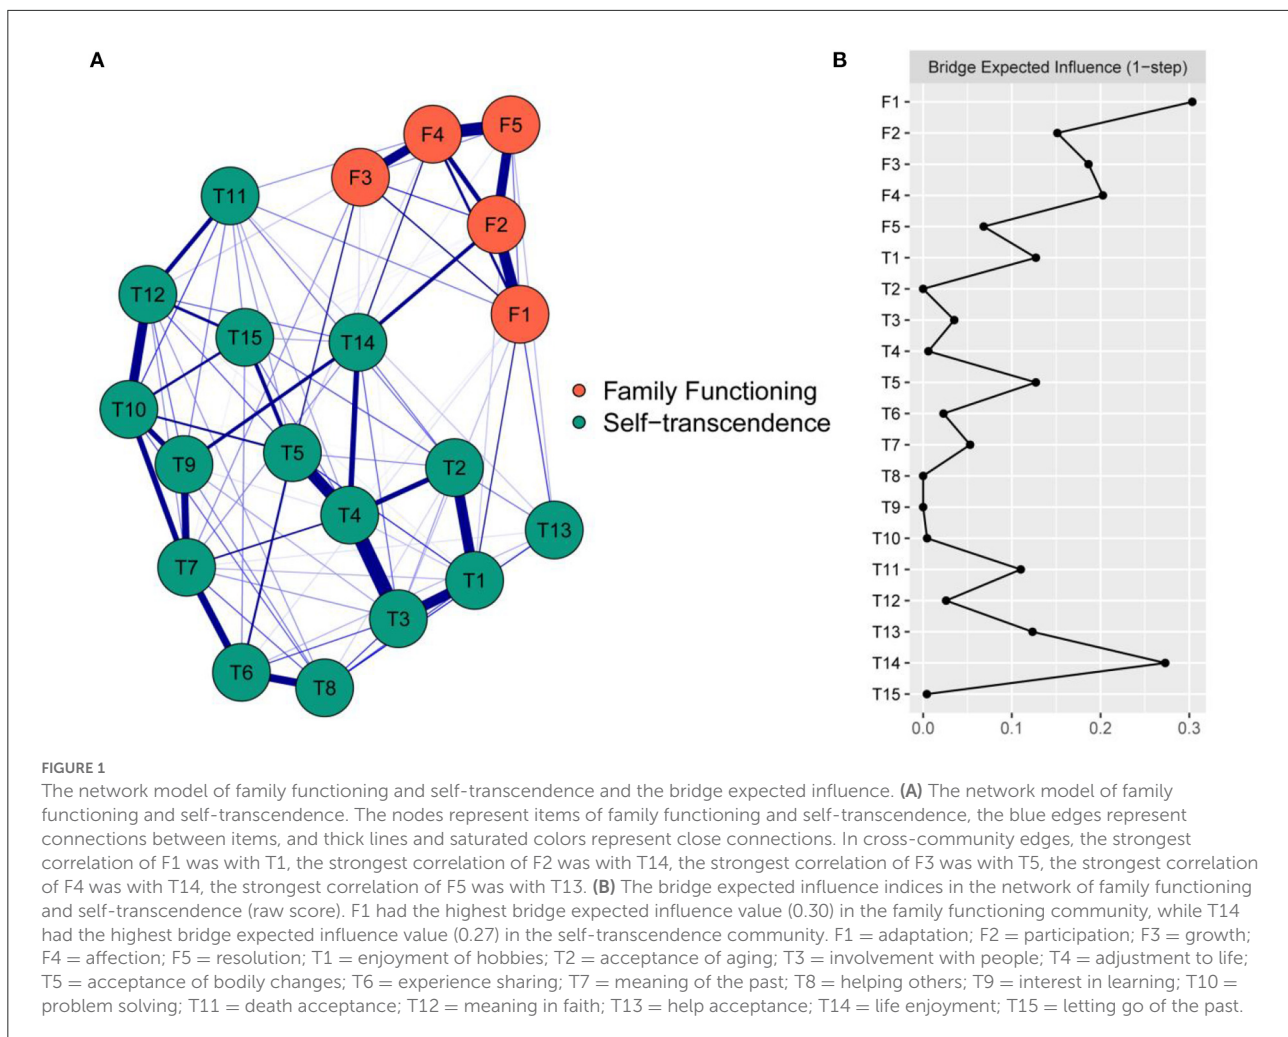 A
F5
F4
F3
T11
F2
T12
F1
T15
T14
T10
T5
T9
T2
T4
T13
T7
T1
T3
T6
T8
Family Functioning
Self−transcendence
B
Bridge Expected Influence (1−step)
F1
F2
F3
F4
F5
T1
T2
T3
T4
T5
T6
T7
T8
T9
T10
T11
T12
T13
T14
T15
0.0 0.1 0.2 0.3
FIGURE 1
The network model of family functioning and self-transcendence and the bridge expected influence. (A) The network model of family
functioning and self-transcendence. The nodes represent items of family functioning and self-transcendence, the blue edges represent
connections between items, and thick lines and saturated colors represent close connections. In cross-community edges, the strongest
correlation of F1 was with T1, the strongest correlation of F2 was with T14, the strongest correlation of F3 was with T5, the strongest correlation
of F4 was with T14, the strongest correlation of F5 was with T13. (B) The bridge expected influence indices in the network of family functioning
and self-transcendence (raw score). F1 had the highest bridge expected influence value (0.30) in the family functioning community, while T14
had the highest bridge expected influence value (0.27) in the self-transcendence community. F1 = adaptation; F2 = participation; F3 = growth;
F4 = affection; F5 = resolution; T1 = enjoyment of hobbies; T2 = acceptance of aging; T3 = involvement with people; T4 = adjustment to life;
T5 = acceptance of bodily changes; T6 = experience sharing; T7 = meaning of the past; T8 = helping others; T9 = interest in learning; T10 =
problem solving; T11 = death acceptance; T12 = meaning in faith; T13 = help acceptance; T14 = life enjoyment; T15 = letting go of the past.